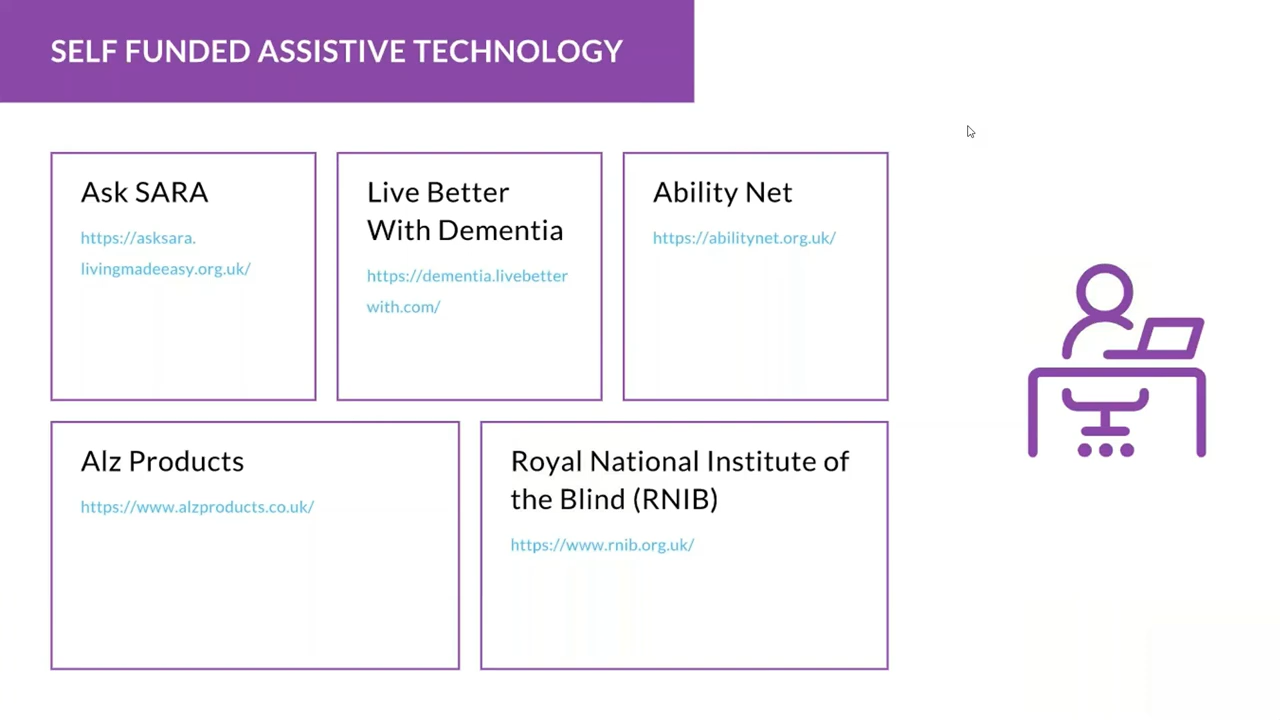 SELF FUNDED ASSISTIVE TECHNOLOGY
Ask SARA
https://asksara.
livingmadeeasy.org.uk/
Live Better
With Dementia
https://dementia.livebetter
with.com/
Ability Net
https://abilitynet.org.uk/
Alz Products
https://www.alzproducts.co.uk/
Royal National Institute of
the Blind (RNIB)
https://www.rnib.org.uk/